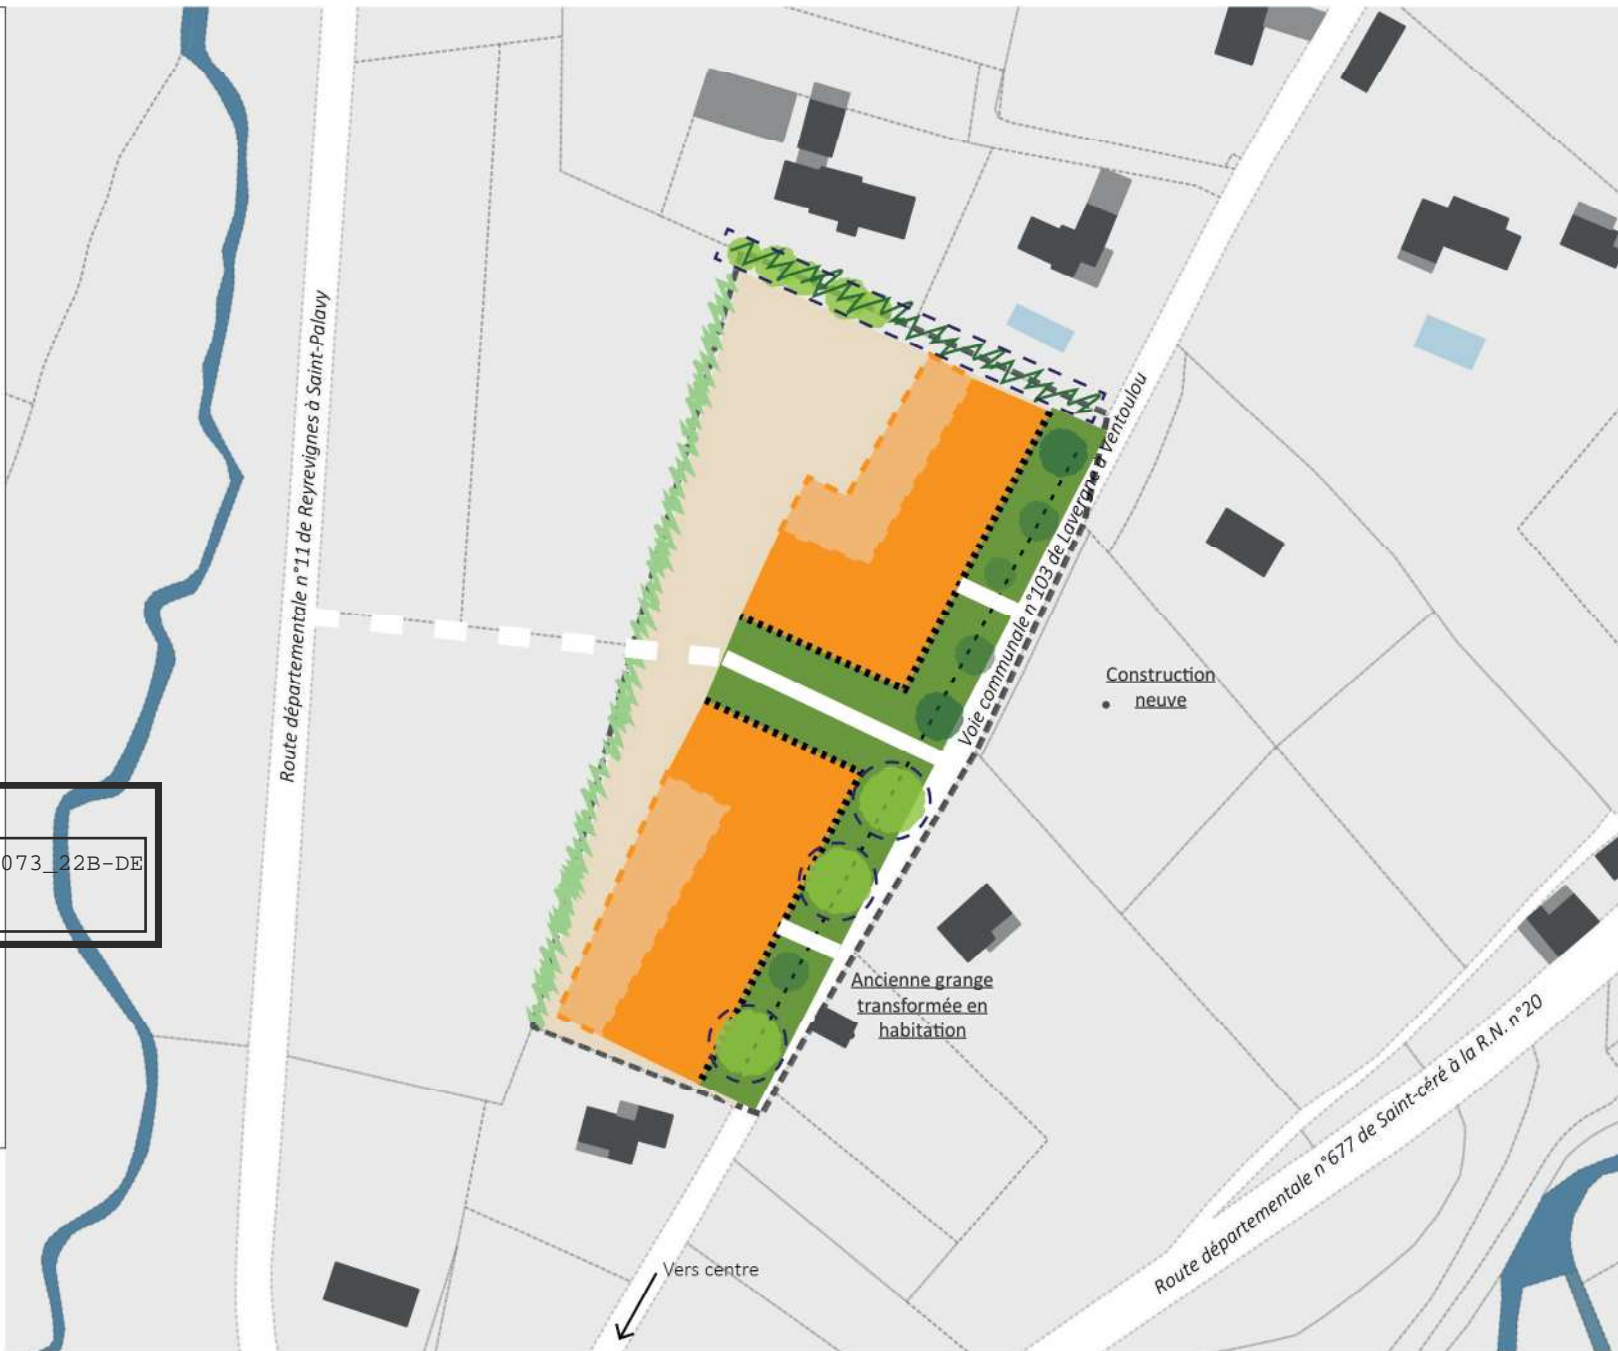 Route départementale n°11 de Reyrevignes à Saint-Palavy
Voie communale n°103 de Lavergne à Ventoulou
Construction
neuve
073_22B-DE
Ancienne grange
transformée en
habitation
Route départementale n°677 de Saint-céré à la R.N. n°20
Vers centre